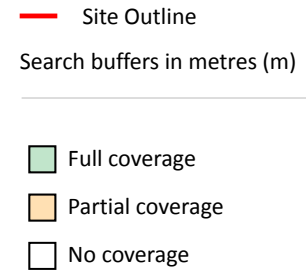 Site Outline
Search buffers in metres (m)
Full coverage
Partial coverage
No coverage